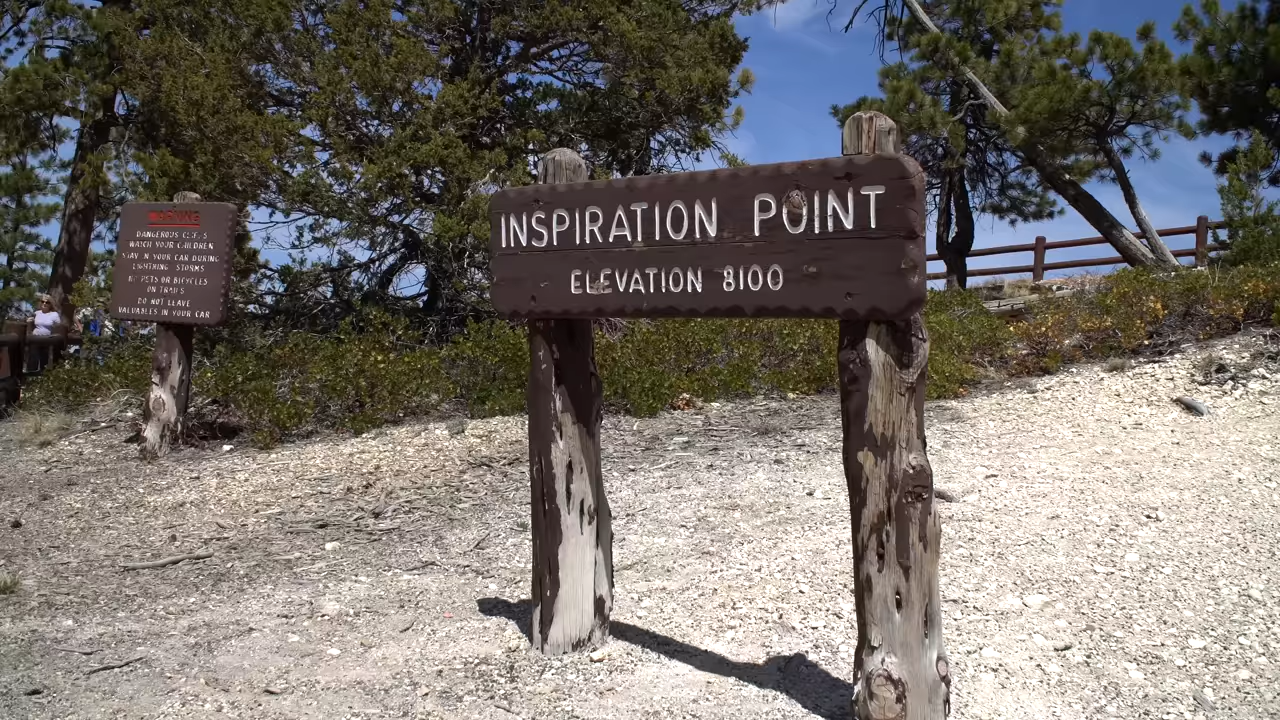 WARNING
DANGEROUS CLIFFS
WATCH YOUR CHILDREN
STAY IN YOUR CAR DURING
LIGHTNING STORMS
NO PETS OR BICYCLES
ON TRAILS
DO NOT LEAVE
VALUABLES IN YOUR CAR
INSPIRATION POINT
ELEVATION 8100